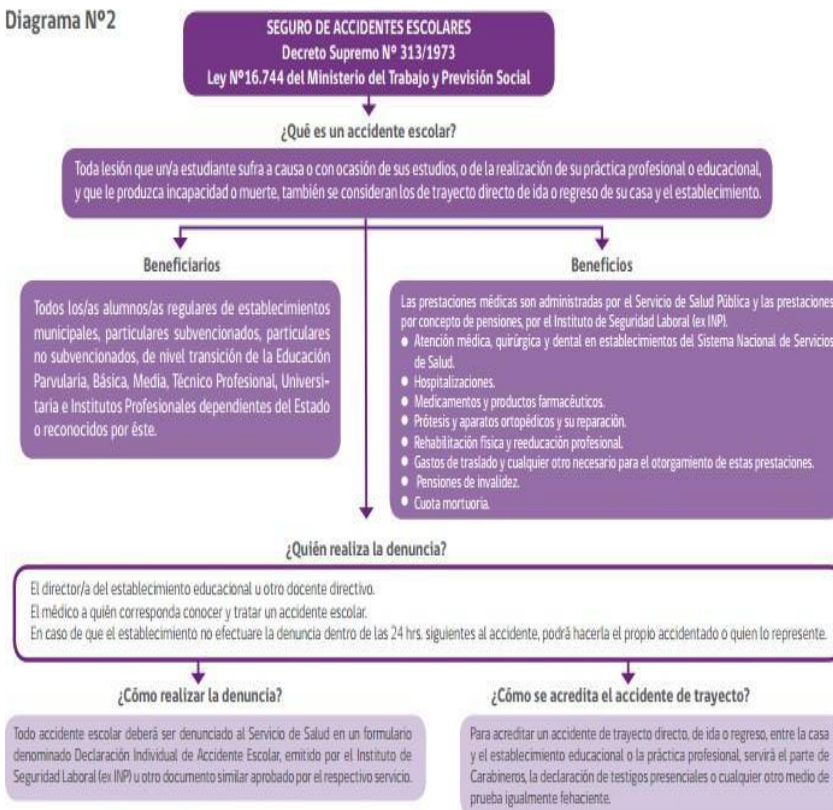 Diagrama Nº2
SEGURO DE ACCIDENTES ESCOLARES
Decreto Supremo Nº 313/1973
Ley Nº16.744 del Ministerio del Trabajo y Previsión Social
¿Qué es un accidente escolar?
Toda lesión que un/a estudiante sufra a causa o con ocasión de sus estudios, o de la realización de su práctica profesional o educacional,
y que le produzca incapacidad o muerte, también se consideran los de trayecto directo de ida o regreso de su casa y el establecimiento.
Beneficiarios
Todos los/as alumnos/as regulares de establecimientos
municipales, particulares subvencionados, particulares
no subvencionados, de nivel transición de la Educación
Parvularia, Básica, Media, Técnico Profesional, Universi-
taria e Institutos Profesionales dependientes del Estado
o reconocidos por éste.
Beneficios
Las prestaciones médicas son administradas por el Servicio de Salud Pública y las prestaciones
por concepto de pensiones, por el Instituto de Seguridad Laboral (ex INP).
● Atención médica, quirúrgica y dental en establecimientos del Sistema Nacional de Servicios
de Salud.
● Hospitalizaciones.
● Medicamentos y productos farmacéuticos.
● Prótesis y aparatos ortopédicos y su reparación.
● Rehabilitación física y reeducación profesional.
● Gastos de traslado y cualquier otro necesario para el otorgamiento de estas prestaciones.
● Pensiones de invalidez.
● Cuota mortuoria.
¿Quién realiza la denuncia?
El director/a del establecimiento educacional u otro docente directivo.
El médico a quién corresponda conocer y tratar un accidente escolar.
En caso de que el establecimiento no efectuare la denuncia dentro de las 24 hrs. siguientes al accidente, podrá hacerla el propio accidentado o quien lo represente.
¿Cómo realizar la denuncia?
Todo accidente escolar deberá ser denunciado al Servicio de Salud en un formulario
denominado Declaración Individual de Accidente Escolar, emitido por el Instituto de
Seguridad Laboral (ex INP) u otro documento similar aprobado por el respectivo servicio.
¿Cómo se acredita el accidente de trayecto?
Para acreditar un accidente de trayecto directo, de ida o regreso, entre la casa
y el establecimiento educacional o la práctica profesional, servirá el parte de
Carabineros, la declaración de testigos presenciales o cualquier otro medio de
prueba igualmente fehaciente.